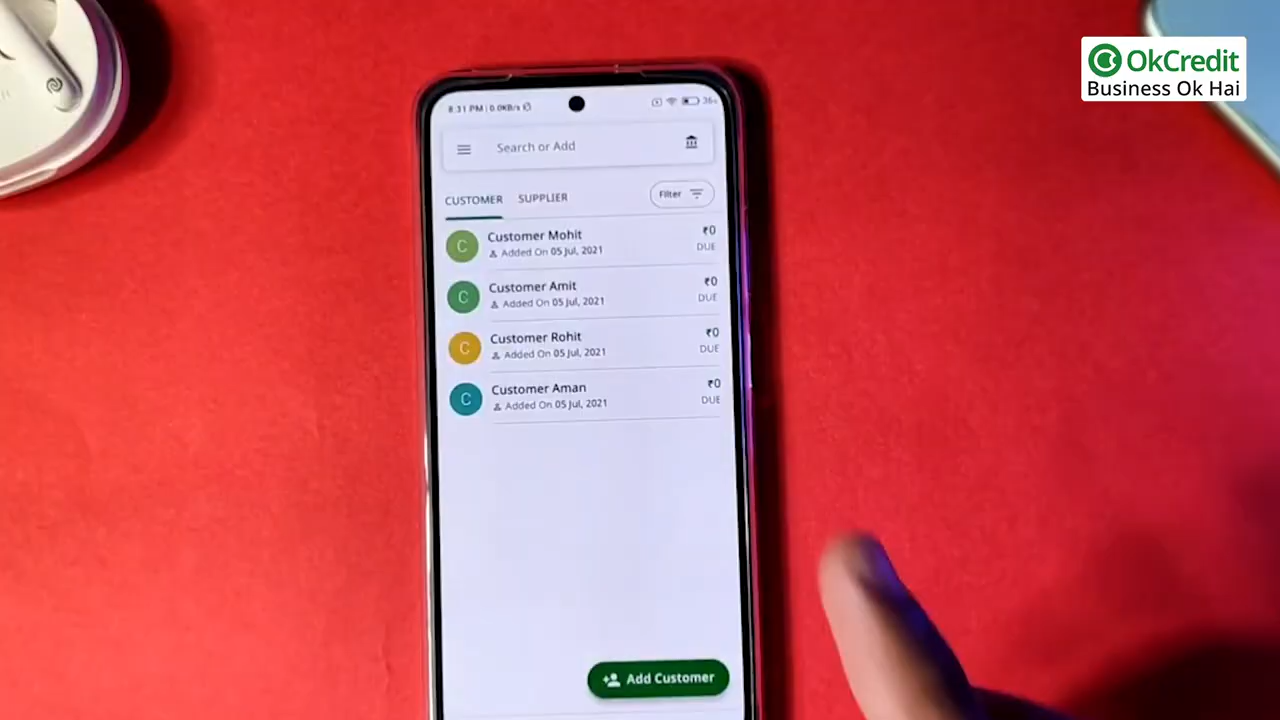 OkCredit
Business Ok Hai
8:31 PM | 0.0KB/s
36
Search or Add
CUSTOMER SUPPLIER Filter
C Customer Mohit ₹0
Added On 05 Jul, 2021 DUE
C Customer Amit ₹0
Added On 05 Jul, 2021 DUE
C Customer Rohit ₹0
Added On 05 Jul, 2021 DUE
C Customer Aman ₹0
Added On 05 Jul, 2021 DUE
Add Customer